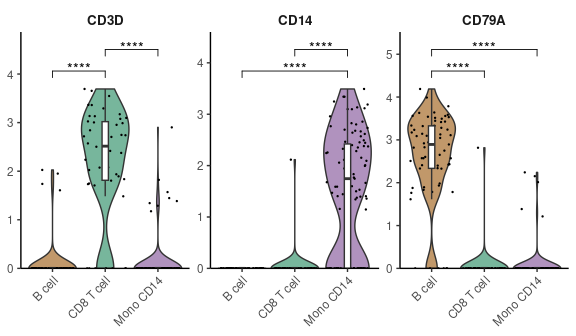 CD3D CD14 CD79A
**** **** ****
**** **** ****
4 4 5
3 3 4
2 2 3
1 1 2
0 0 1
0
B cell CD8 T cell Mono CD14 B cell CD8 T cell Mono CD14 B cell CD8 T cell Mono CD14